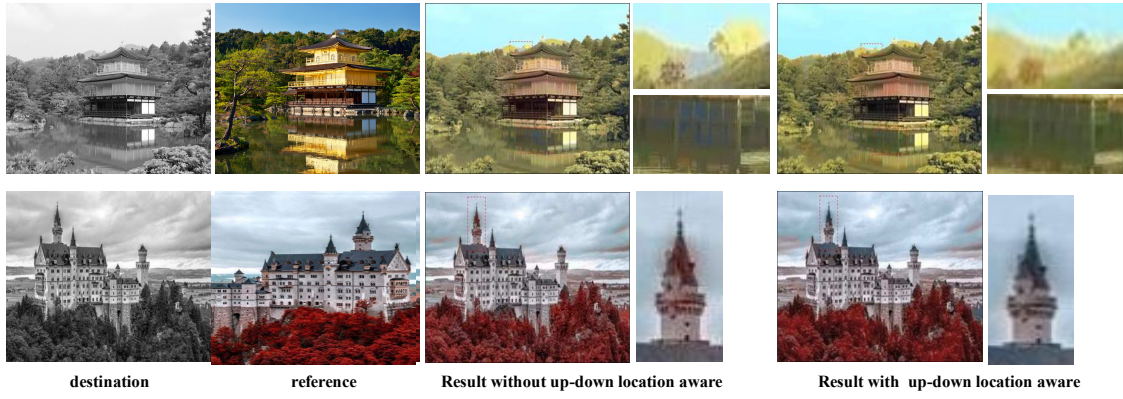 destination
reference
Result without up-down location aware
Result with up-down location aware